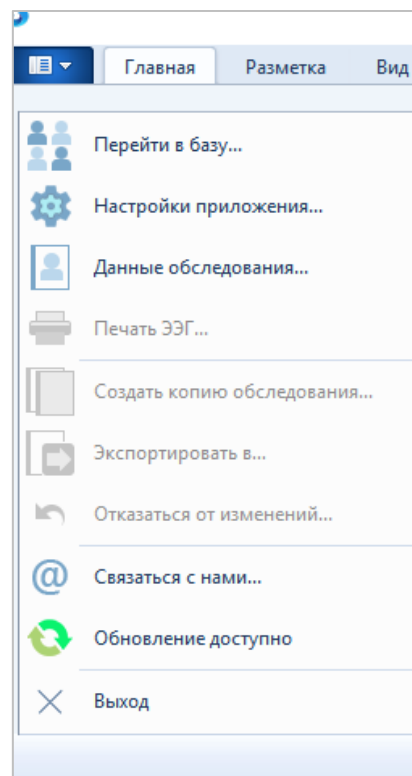 Главная Разметка Вид
Перейти в базу...
Настройки приложения...
Данные обследования...
Печать ЭЭГ...
Создать копию обследования...
Экспортировать в...
Отказаться от изменений...
Связаться с нами...
Обновление доступно
Выход